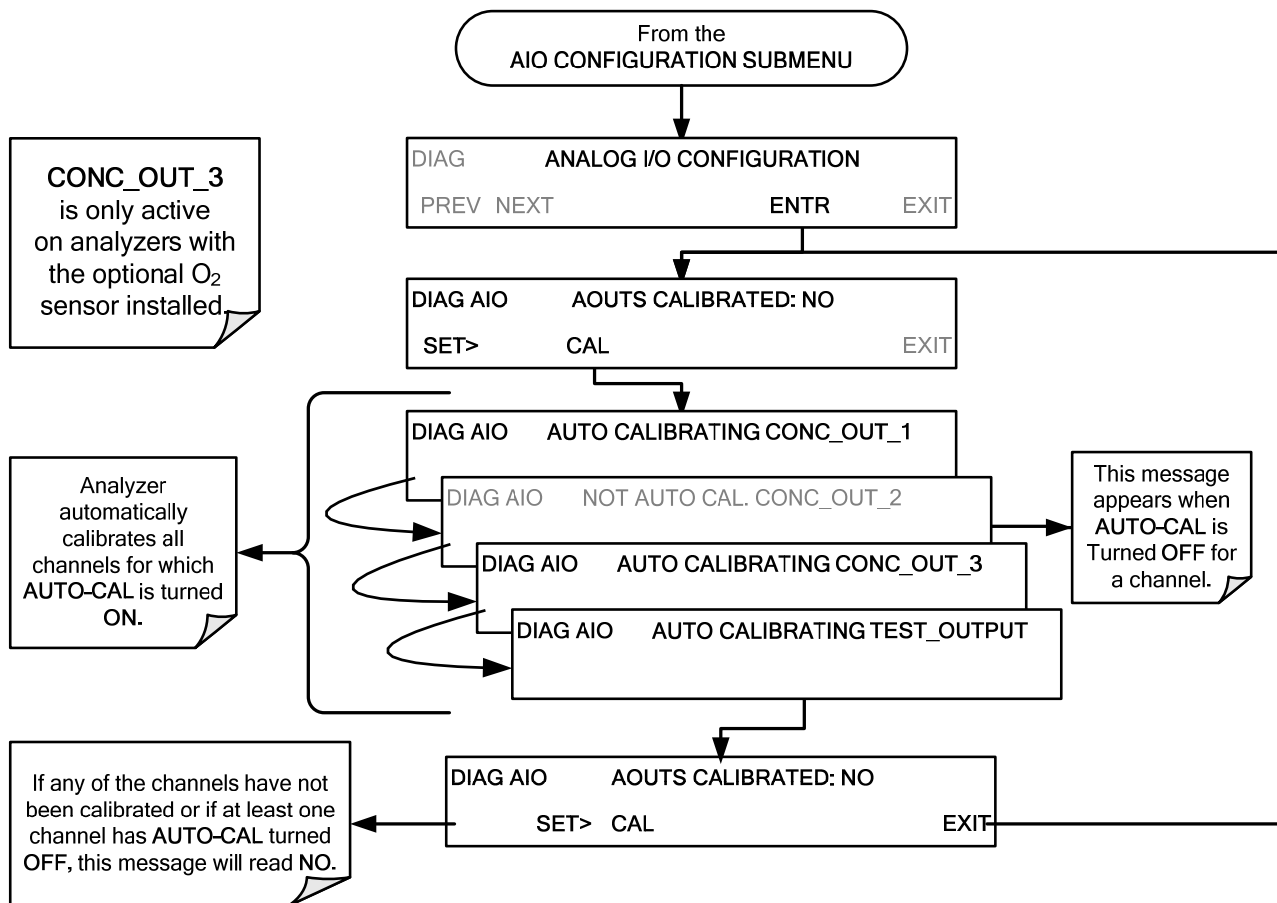 From the
AIO CONFIGURATION SUBMENU
CONC_OUT_3
is only active
on analyzers with
the optional O₂
sensor installed.
DIAG ANALOG I/O CONFIGURATION
PREV NEXT ENTR EXIT
DIAG AIO AOUTS CALIBRATED: NO
SET> CAL EXIT
DIAG AIO AUTO CALIBRATING CONC_OUT_1
DIAG AIO NOT AUTO CAL. CONC_OUT_2
DIAG AIO AUTO CALIBRATING CONC_OUT_3
DIAG AIO AUTO CALIBRATING TEST_OUTPUT
Analyzer
automatically
calibrates all
channels for which
AUTO-CAL is turned
ON.
This message
appears when
AUTO-CAL is
Turned OFF for
a channel.
If any of the channels have not
been calibrated or if at least one
channel has AUTO-CAL turned
OFF, this message will read NO.
DIAG AIO AOUTS CALIBRATED: NO
SET> CAL EXIT